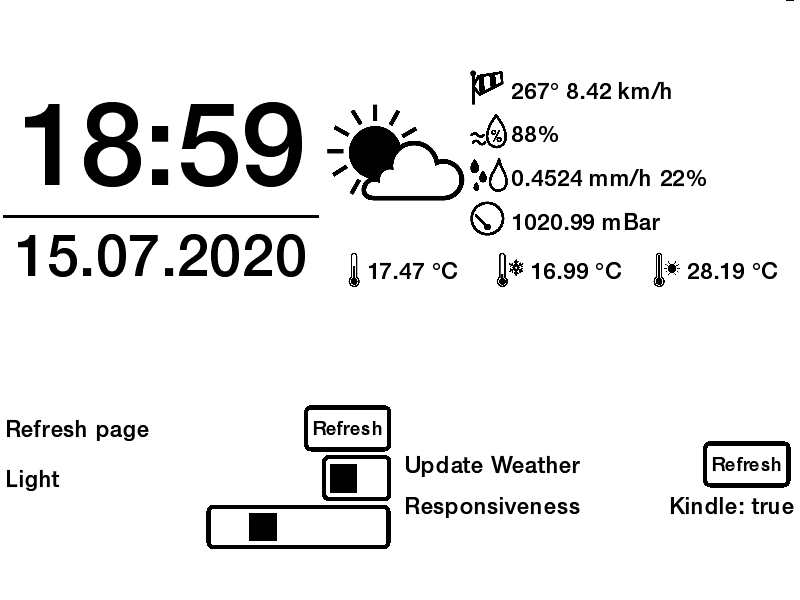 18:59
15.07.2020
267° 8.42 km/h
%
88%
0.4524 mm/h 22%
1020.99 mBar
17.47 °C
16.99 °C
28.19 °C
Refresh page
Refresh
Light
Update Weather
Refresh
Responsiveness
Kindle: true